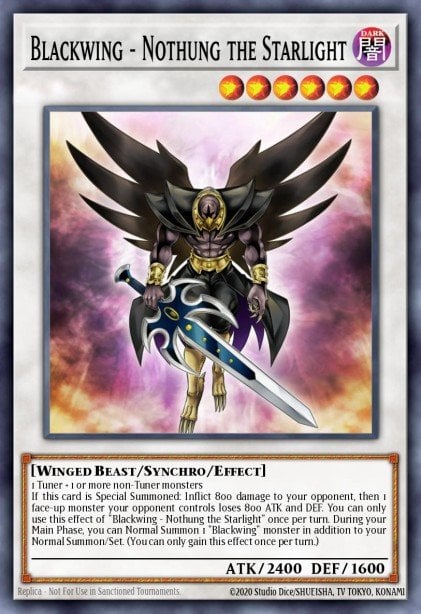 Blackwing - Nothung the Starlight
DARK
闇
[Winged Beast/Synchro/Effect]
1 Tuner + 1 or more non-Tuner monsters
If this card is Special Summoned: Inflict 800 damage to your opponent, then 1
face-up monster your opponent controls loses 800 ATK and DEF. You can only
use this effect of "Blackwing - Nothung the Starlight" once per turn. During your
Main Phase, you can Normal Summon 1 "Blackwing" monster in addition to your
Normal Summon/Set. (You can only gain this effect once per turn.)
ATK/2400 DEF/1600
Replica - Not For Use in Sanctioned Tournaments. ©2020 Studio Dice/SHUEISHA, TV TOKYO, KONAMI